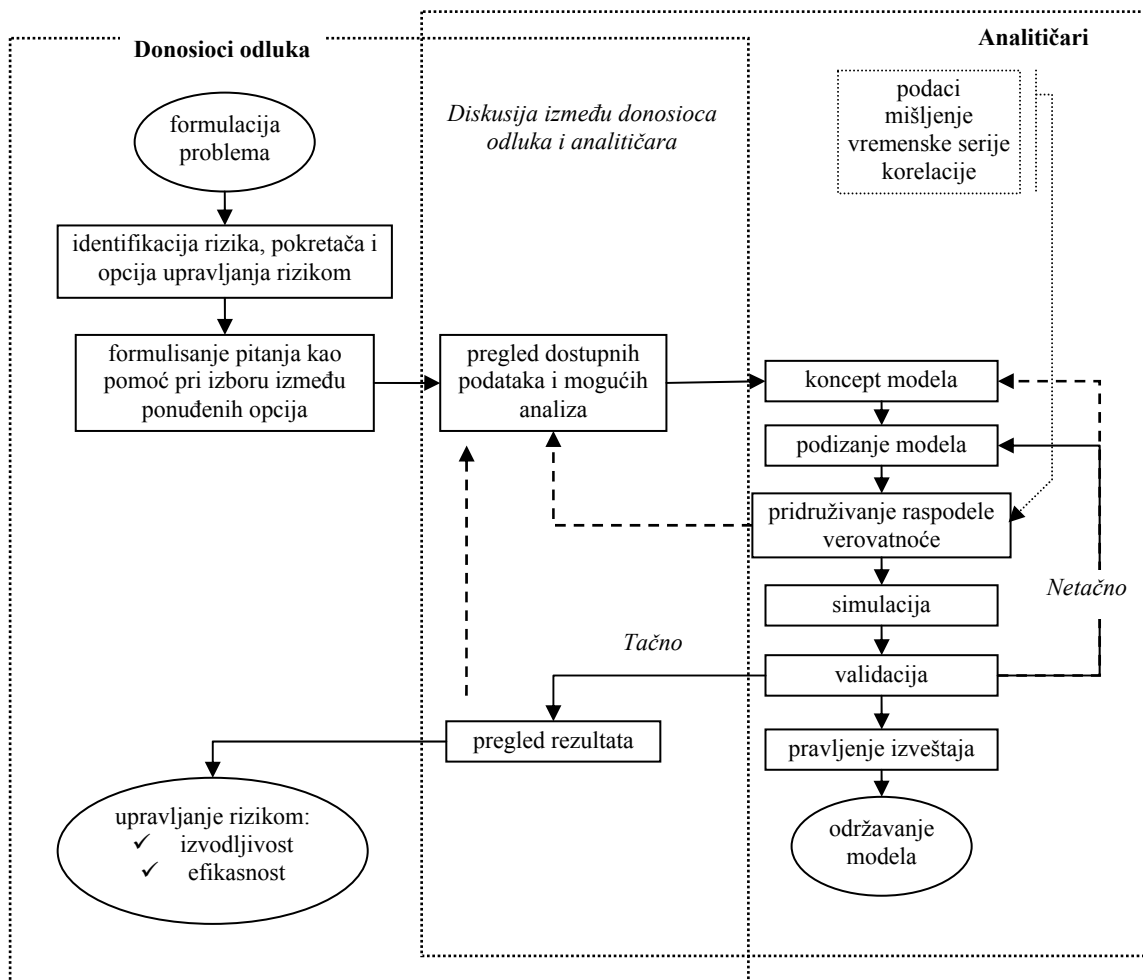 Donosioci odluka
Analitičari
formulacija
problema
Diskusija između donosioca
odluka i analitičara
podaci
mišljenje
vremenske serije
korelacije
identifikacija rizika, pokretača i
opcija upravljanja rizikom
formulisanje pitanja kao
pomoć pri izboru između
ponuđenih opcija
pregled dostupnih
podataka i mogućih
analiza
koncept modela
podizanje modela
pridruživanje raspodele
verovatnoće
simulacija
Netačno
Tačno
validacija
pregled rezultata
pravljenje izveštaja
upravljanje rizikom:
✓ izvodljivost
✓ efikasnost
održavanje
modela